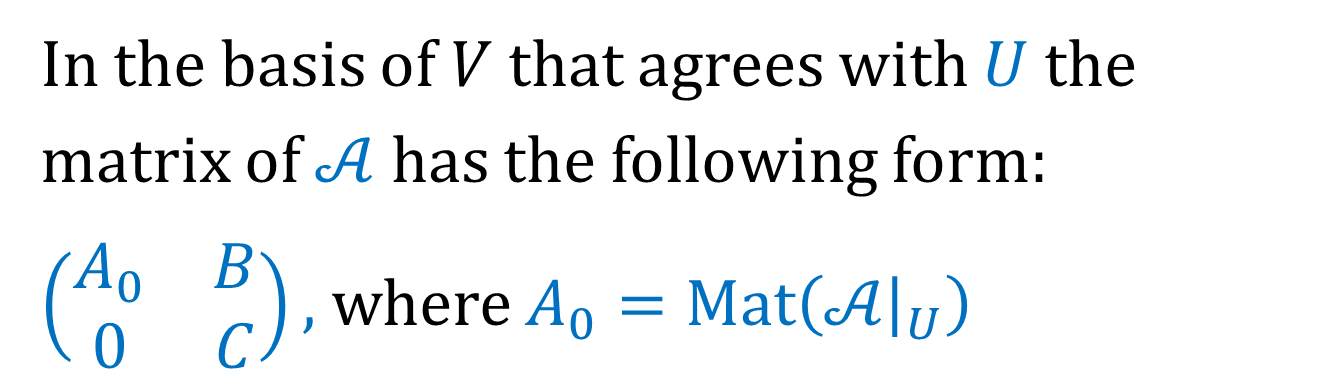 In the basis of V that agrees with U the
matrix of 𝒜 has the following form:
(A₀ B
0 C), where A₀ = Mat(𝒜|_U)